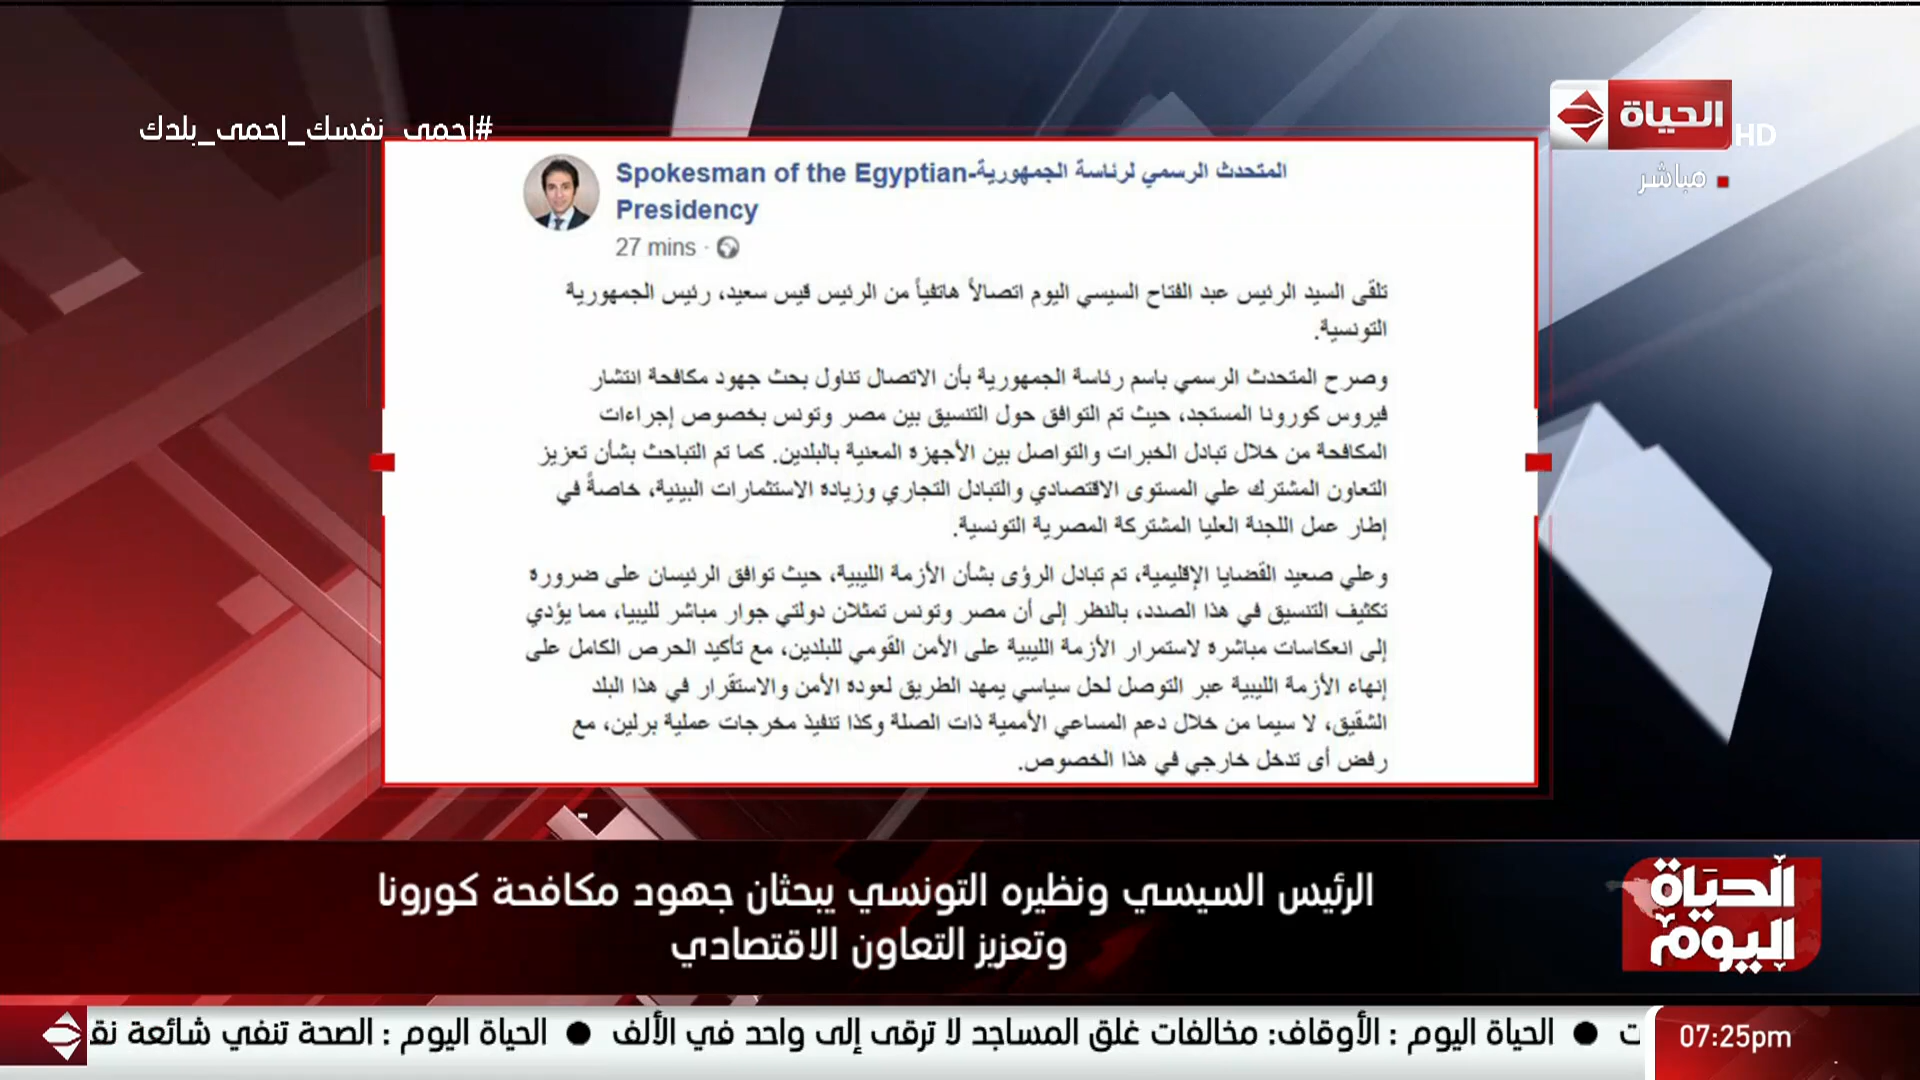 #احمى_نفسك_احمى_بلدك
الحياة HD
مباشر
المتحدث الرسمي لرئاسة الجمهورية-Spokesman of the Egyptian
Presidency
27 mins ·
تلقى السيد الرئيس عبد الفتاح السيسي اليوم اتصالاً هاتفياً من الرئيس قيس سعيد، رئيس الجمهورية
التونسية.
وصرح المتحدث الرسمي باسم رئاسة الجمهورية بأن الاتصال تناول بحث جهود مكافحة انتشار
فيروس كورونا المستجد، حيث تم التوافق حول التنسيق بين مصر وتونس بخصوص إجراءات
المكافحة من خلال تبادل الخبرات والتواصل بين الأجهزة المعنية بالبلدين. كما تم التباحث بشأن تعزيز
التعاون المشترك علي المستوى الاقتصادي والتبادل التجاري وزيادة الاستثمارات البينية، خاصةً في
إطار عمل اللجنة العليا المشتركة المصرية التونسية.
وعلي صعيد القضايا الإقليمية، تم تبادل الرؤى بشأن الأزمة الليبية، حيث توافق الرئيسان على ضرورة
تكثيف التنسيق في هذا الصدد، بالنظر إلى أن مصر وتونس تمثلان دولتي جوار مباشر لليبيا، مما يؤدي
إلى انعكاسات مباشرة لاستمرار الأزمة الليبية على الأمن القومي للبلدين، مع تأكيد الحرص الكامل على
إنهاء الأزمة الليبية عبر التوصل لحل سياسي يمهد الطريق لعودة الأمن والاستقرار في هذا البلد
الشقيق، لا سيما من خلال دعم المساعي الأممية ذات الصلة وكذا تنفيذ مخرجات عملية برلين، مع
رفض أى تدخل خارجي في هذا الخصوص.
الرئيس السيسي ونظيره التونسي يبحثان جهود مكافحة كورونا
وتعزيز التعاون الاقتصادي
الحياة
اليوم
ت ● الحياة اليوم : الأوقاف: مخالفات غلق المساجد لا ترقى إلى واحد في الألف ● الحياة اليوم : الصحة تنفي شائعة نق
07:25pm